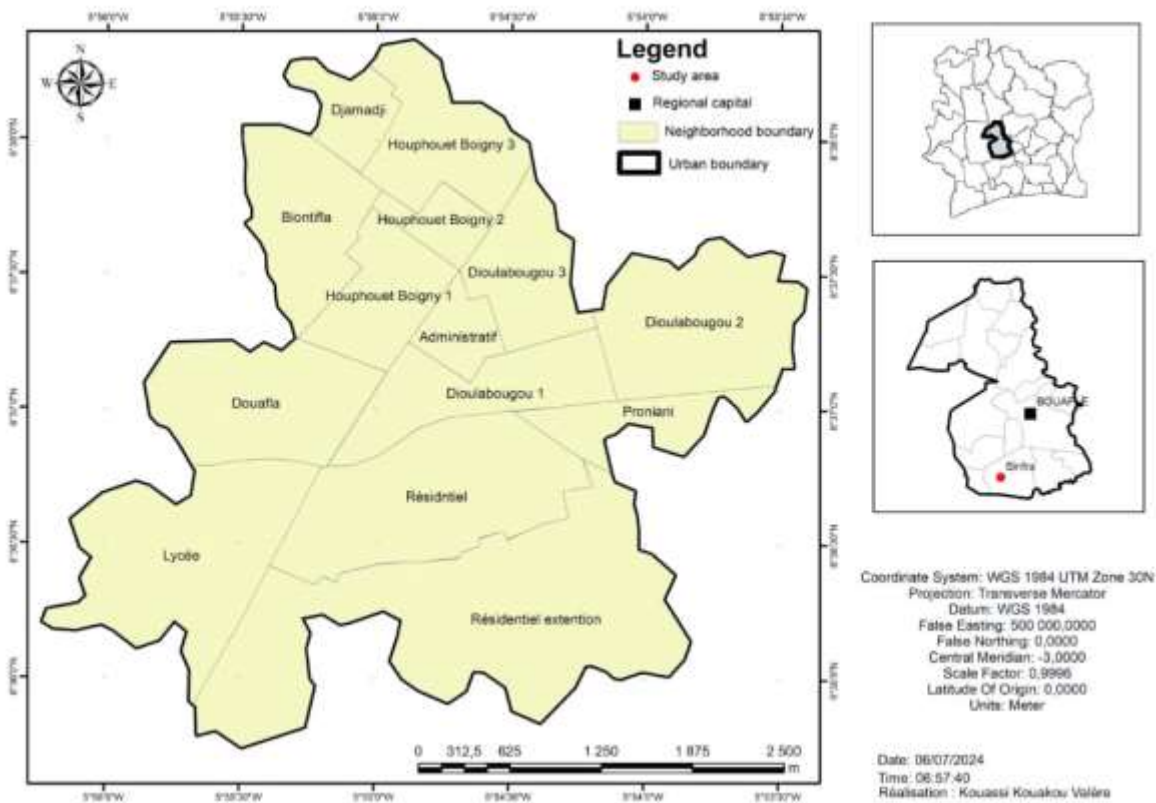 N
W E
S
Legend
Study area
Regional capital
Neighborhood boundary
Urban boundary
Djamadji
Houphouet Boigny 3
Biontifla
Houphouet Boigny 2
Dioulabougou 3
Houphouet Boigny 1
Dioulabougou 2
Administratif
Dioulabougou 1
Douafla
Proniani
Résidntiel
Lycée
Résidentiel extention
0 312,5 625 1 250 1 875 2 500
m
Sinfra
Coordinate System: WGS 1984 UTM Zone 30N
Projection: Transverse Mercator
Datum: WGS 1984
False Easting: 500 000,0000
False Northing: 0,0000
Central Meridian: -3,0000
Scale Factor: 0,9996
Latitude Of Origin: 0,0000
Units: Meter
Date: 06/07/2024
Time: 06:57:40
Réalisation : Kouassi Kouakou Valère